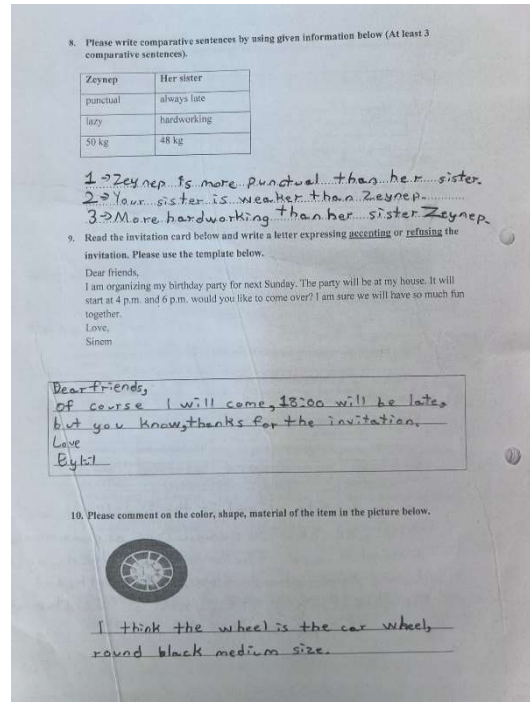 8. Please write comparative sentences by using given information below (At least 3
comparative sentences).
Zeynep Her sister
punctual always late
lazy hardworking
50 kg 48 kg
1→Zeynep is more punctual than her sister.
2→Your sister is weaker than Zeynep.
3→More hardworking than her sister Zeynep.
9. Read the invitation card below and write a letter expressing accepting or refusing the
invitation. Please use the template below.
Dear friends,
I am organizing my birthday party for next Sunday. The party will be at my house. It will
start at 4 p.m. and 6 p.m. would you like to come over? I am sure we will have so much fun
together.
Love,
Sinem
Dear friends,
of course I will come, 18:00 will be late,
but you know, thanks for the invitation.
Love
10. Please comment on the color, shape, material of the item in the picture below.
I think the wheel is the car wheel,
round black medium size.